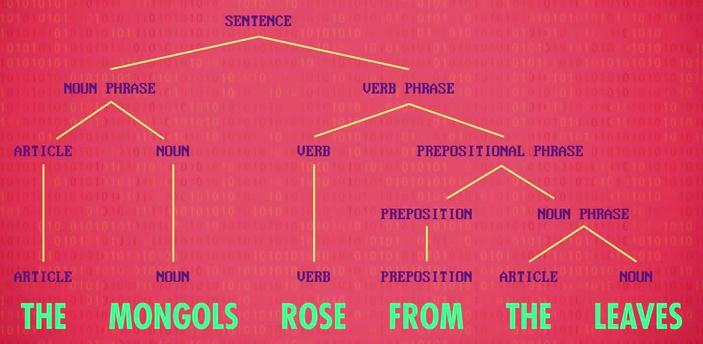 SENTENCE
NOUN PHRASE VERB PHRASE
ARTICLE NOUN VERB PREPOSITIONAL PHRASE
PREPOSITION NOUN PHRASE
ARTICLE NOUN VERB PREPOSITION ARTICLE NOUN
THE MONGOLS ROSE FROM THE LEAVES